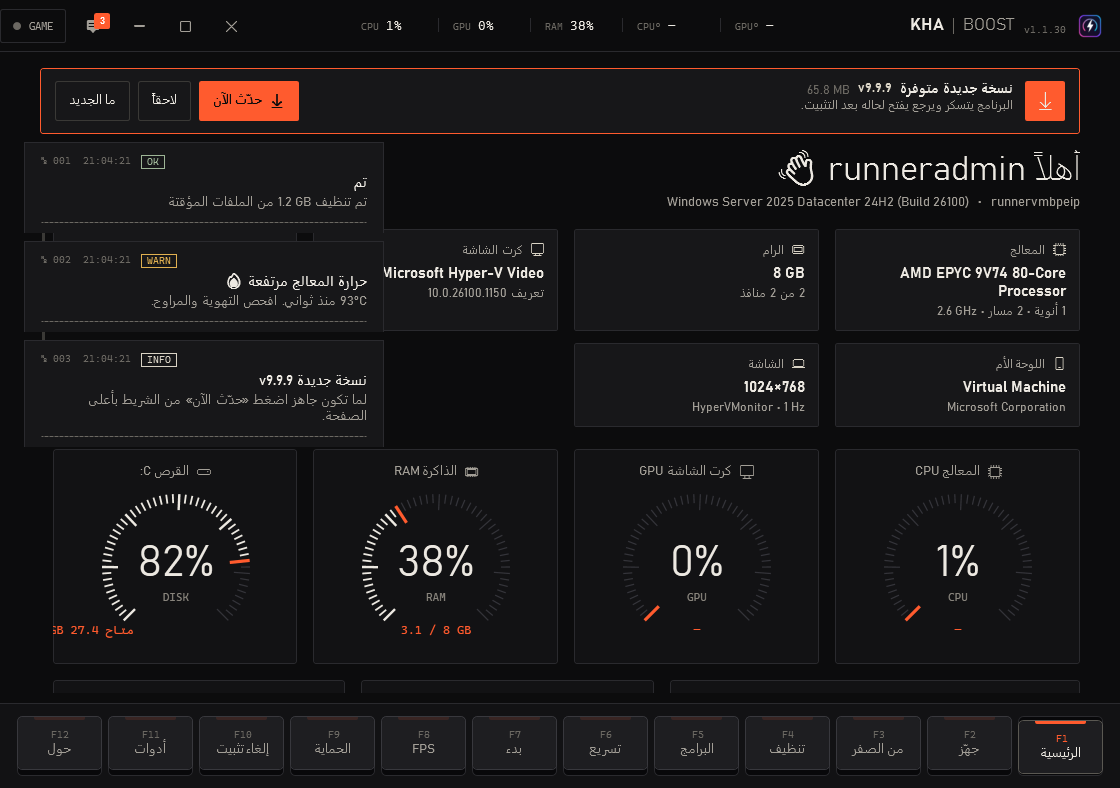 KHA | BOOST v1.1.30
CPU 1%
GPU 0%
RAM 38%
CPU° —
GPU° —
3
GAME
نسخة جديدة متوفرة v9.9.9 65.8 MB
البرنامج يتسكر ويرجع يفتح لحاله بعد التثبيت.
حدّث الآن
لاحقاً
ما الجديد
أهلاً runneradmin
Windows Server 2025 Datacenter 24H2 (Build 26100) • runnervmbpeip
№ 001 21:04:21 OK
تم
تم تنظيف 1.2 GB من الملفات المؤقتة
№ 002 21:04:21 WARN
حرارة المعالج مرتفعة
93°C منذ ثواني. افحص التهوية والمراوح.
№ 003 21:04:21 INFO
نسخة جديدة v9.9.9
لما تكون جاهز اضغط «حدّث الآن» من الشريط بأعلى
الصفحة.
المعالج
AMD EPYC 9V74 80-Core
Processor
1 أنوية • 2 مسار • 2.6 GHz
الرام
8 GB
2 من 2 منافذ
كرت الشاشة
Microsoft Hyper-V Video
تعريف 10.0.26100.1150
اللوحة الأم
Virtual Machine
Microsoft Corporation
الشاشة
1024×768
HyperVMonitor • 1 Hz
المعالج CPU
1%
CPU
—
كرت الشاشة GPU
0%
GPU
—
الذاكرة RAM
38%
RAM
3.1 / 8 GB
القرص C:
82%
DISK
متاح 27.4 GB
F1
الرئيسية
F2
جهّز
F3
من الصفر
F4
تنظيف
F5
البرامج
F6
تسريع
F7
بدء
F8
FPS
F9
الحماية
F10
إلغاء تثبيت
F11
أدوات
F12
حول